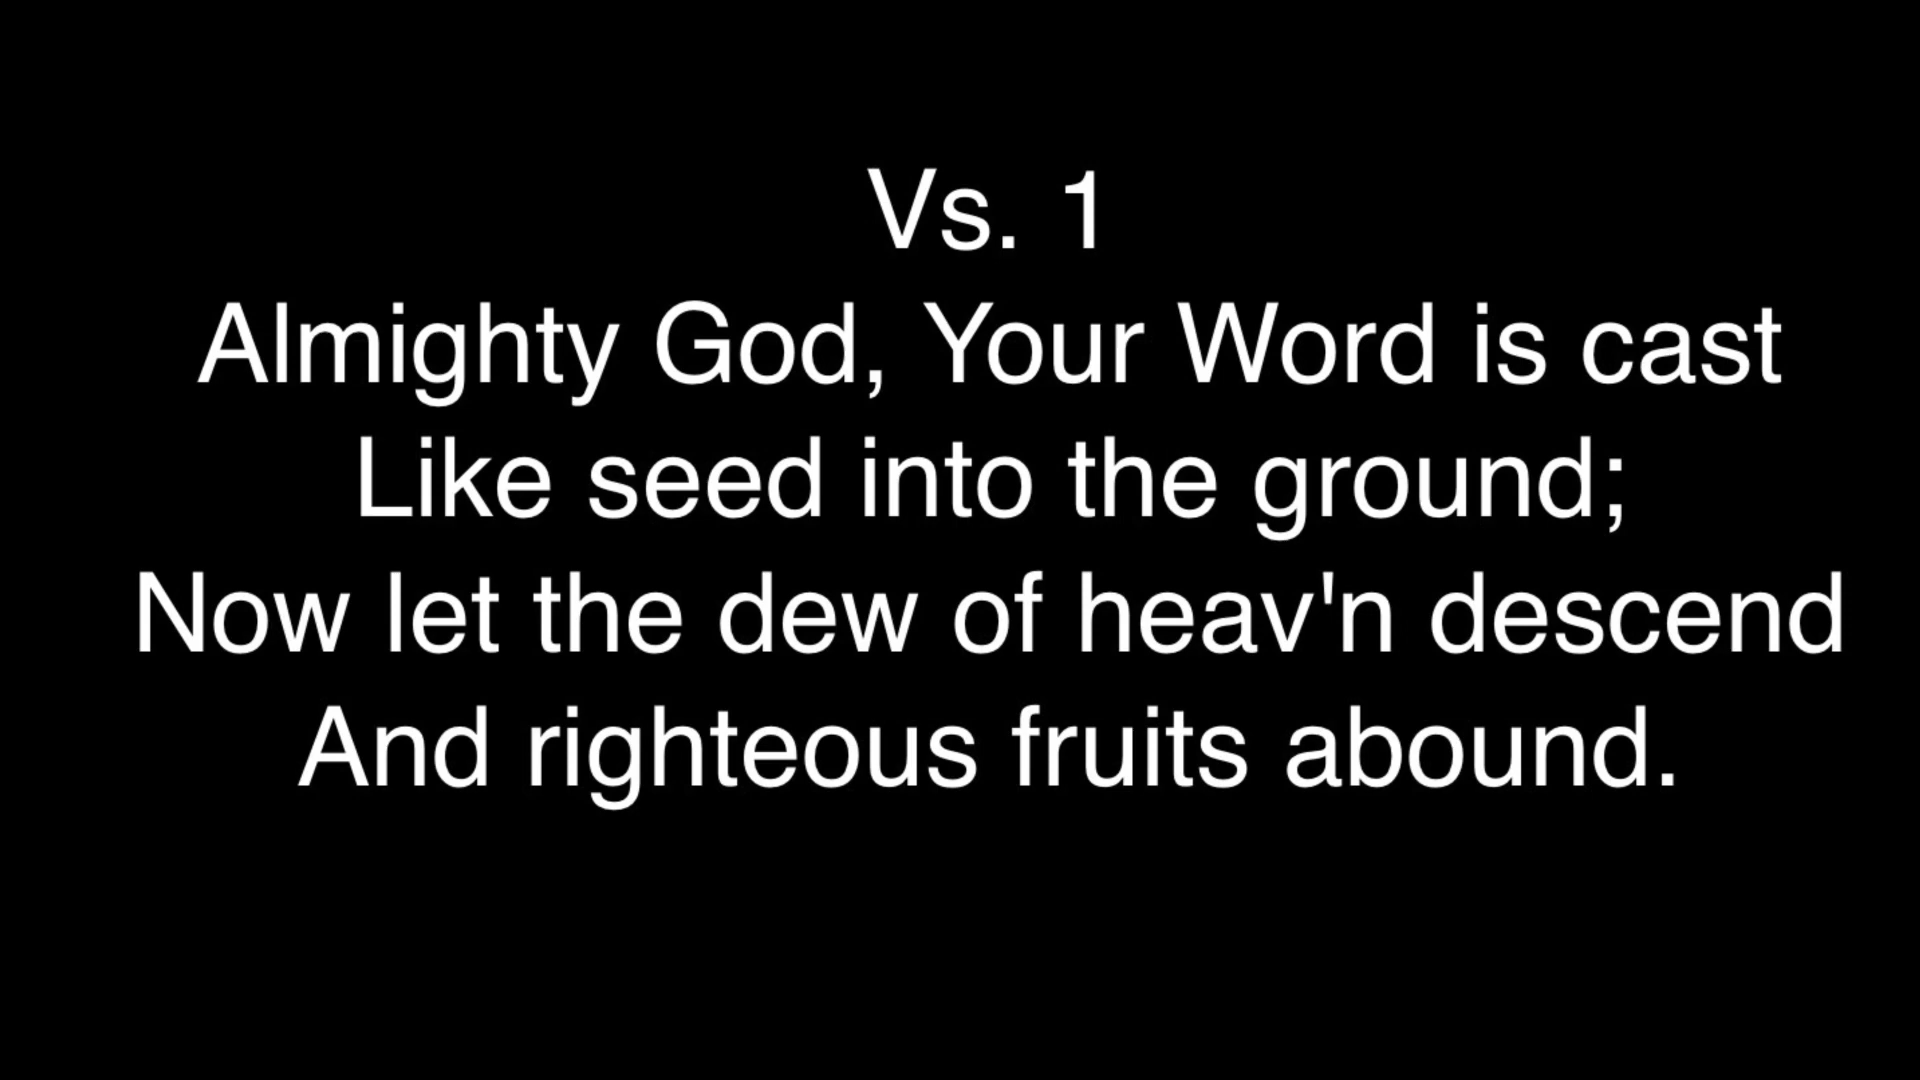 Vs. 1
Almighty God, Your Word is cast
Like seed into the ground;
Now let the dew of heav'n descend
And righteous fruits abound.